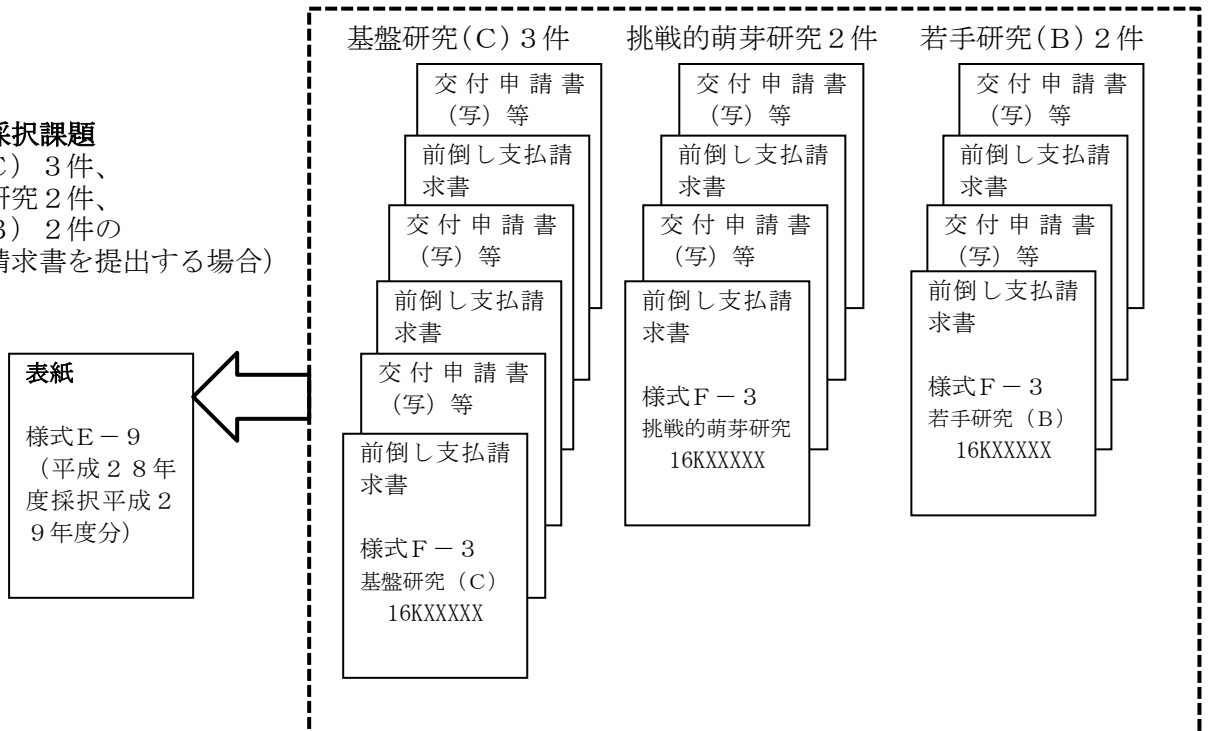 基盤研究(C) 3件
挑戦的萌芽研究2件
若手研究(B) 2件
採択課題
C） 3件、
研究2件、
B） 2件の
請求書を提出する場合）
表紙
様式E－9
（平成28年
度採択平成2
9年度分）
交付申請書
（写）等
前倒し支払請
求書
交付申請書
（写）等
前倒し支払請
求書
交付申請書
（写）等
前倒し支払請
求書
様式F－3
基盤研究（C）
16KXXXXX
交付申請書
（写）等
前倒し支払請
求書
交付申請書
（写）等
前倒し支払請
求書
様式F－3
挑戦的萌芽研究
16KXXXXX
交付申請書
（写）等
前倒し支払請
求書
交付申請書
（写）等
前倒し支払請
求書
様式F－3
若手研究（B）
16KXXXXX